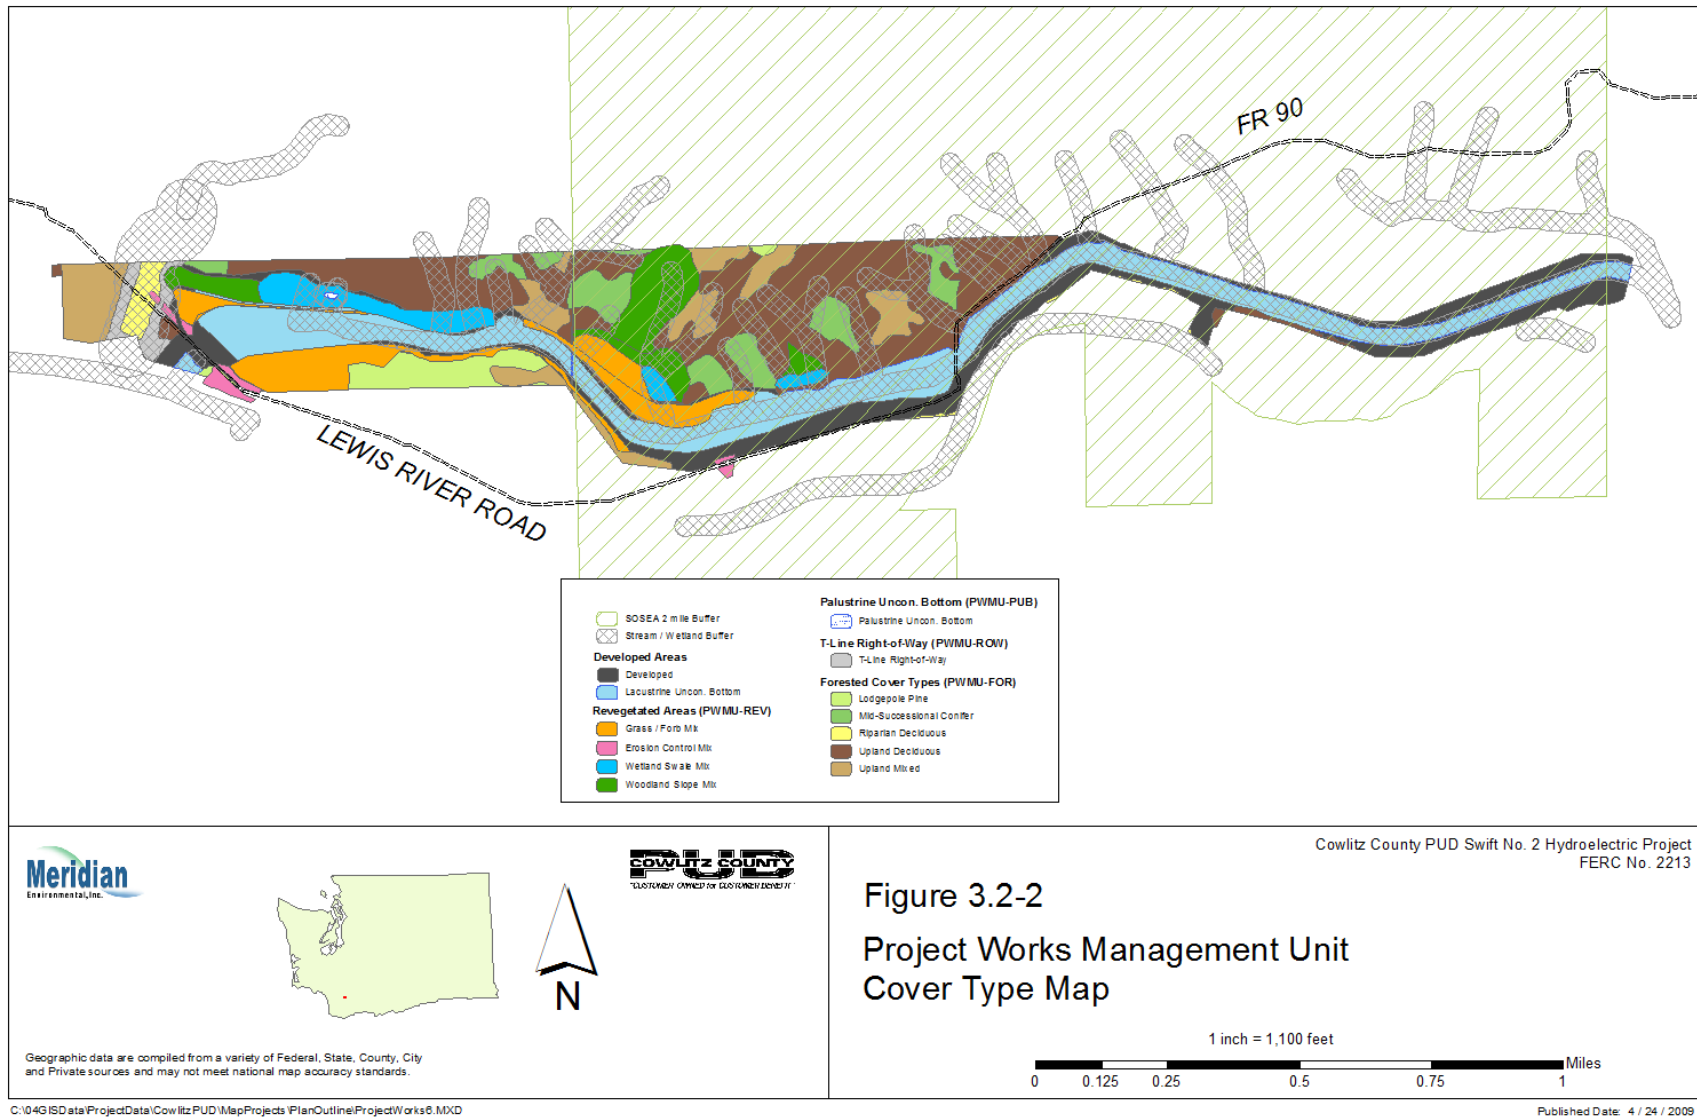 FR 90
LEWIS RIVER ROAD
SOSEA 2 mile Buffer
Stream / Wetland Buffer
Developed Areas
Developed
Lacustrine Uncon. Bottom
Revegetated Areas (PWMU-REV)
Grass / Forb Mix
Erosion Control Mix
Wetland Swale Mix
Woodland Slope Mix
Palustrine Uncon. Bottom (PWMU-PUB)
Palustrine Uncon. Bottom
T-Line Right-of-Way (PWMU-ROW)
T-Line Right-of-Way
Forested Cover Types (PWMU-FOR)
Lodgepole Pine
Mid-Successional Conifer
Riparian Deciduous
Upland Deciduous
Upland Mixed
Meridian
Environmental, Inc.
PUD
COWLITZ COUNTY
"CUSTOMER OWNED for CUSTOMER BENEFIT"
N
Geographic data are compiled from a variety of Federal, State, County, City
and Private sources and may not meet national map accuracy standards.
Cowlitz County PUD Swift No. 2 Hydroelectric Project
FERC No. 2213
Figure 3.2-2
Project Works Management Unit
Cover Type Map
1 inch = 1,100 feet
Miles
0 0.125 0.25 0.5 0.75 1
C:\04GISData\ProjectData\CowlitzPUD\MapProjects\PlanOutline\ProjectWorks6.MXD
Published Date: 4 / 24 / 2009